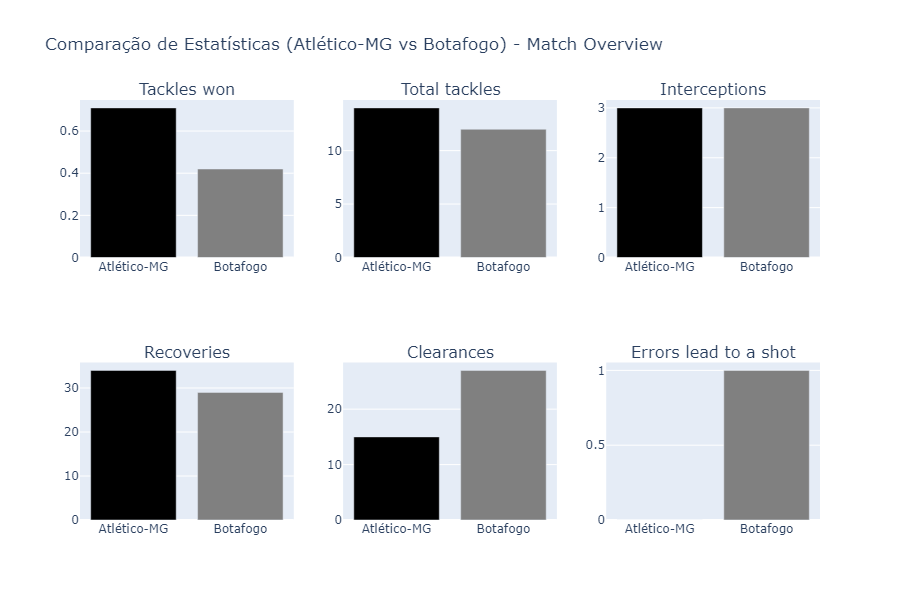 Comparação de Estatísticas (Atlético-MG vs Botafogo) - Match Overview
Tackles won
Total tackles
Interceptions
0.6
0.4
0.2
0
Atlético-MG
Botafogo
10
5
0
Atlético-MG
Botafogo
3
2
1
0
Atlético-MG
Botafogo
Recoveries
Clearances
Errors lead to a shot
30
20
10
0
Atlético-MG
Botafogo
20
10
0
Atlético-MG
Botafogo
1
0.5
0
Atlético-MG
Botafogo